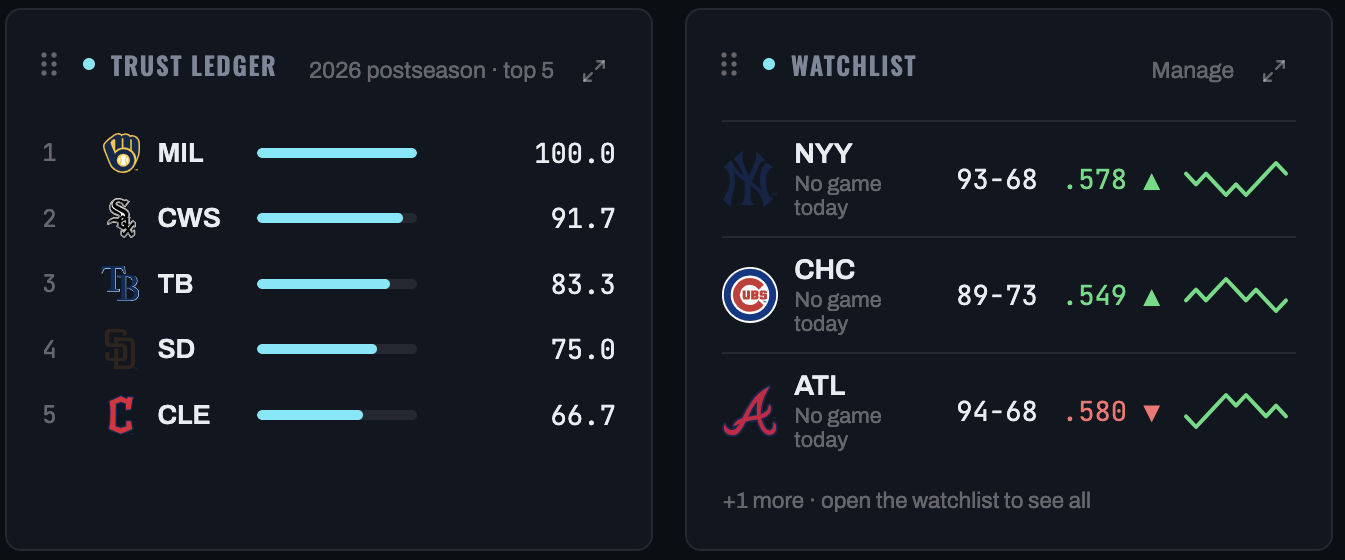 TRUST LEDGER 2026 postseason · top 5
1 MIL 100.0
2 CWS 91.7
3 TB 83.3
4 SD 75.0
5 CLE 66.7
WATCHLIST Manage
NYY
No game
today
93-68 .578 ▲
CHC
UBS
No game
today
89-73 .549 ▲
ATL
No game
today
94-68 .580 ▼
+1 more · open the watchlist to see all